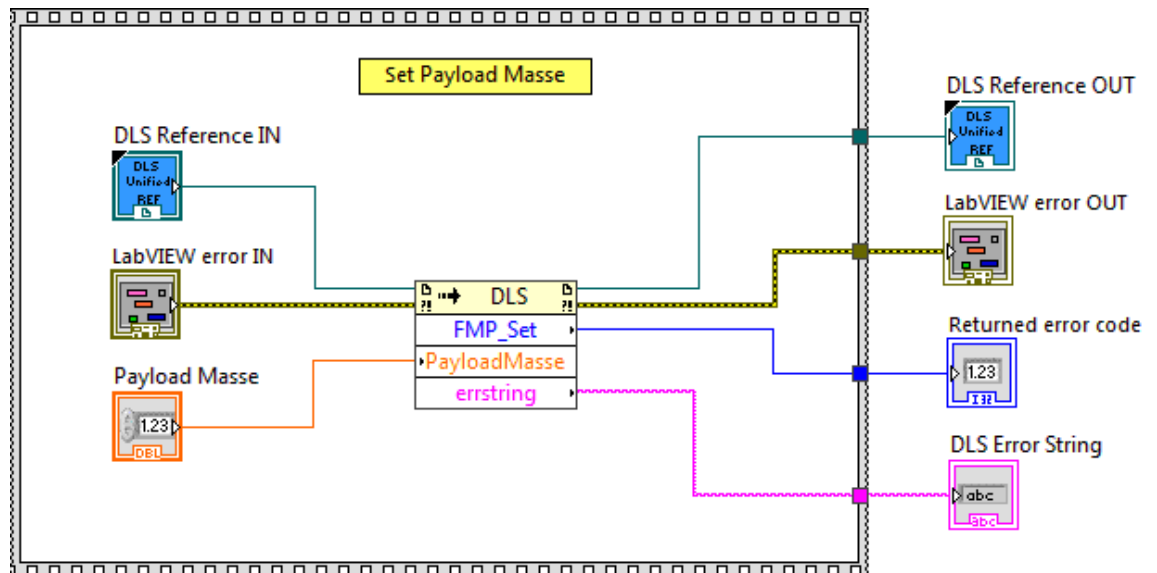 Set Payload Masse
DLS Reference IN
DLS
Unified
REF
LabVIEW error IN
Payload Masse
1.23
DBL
DLS
FMP_Set
PayloadMasse
errstring
DLS Reference OUT
DLS
Unified
REF
LabVIEW error OUT
Returned error code
1.23
I32
DLS Error String
abc
abc